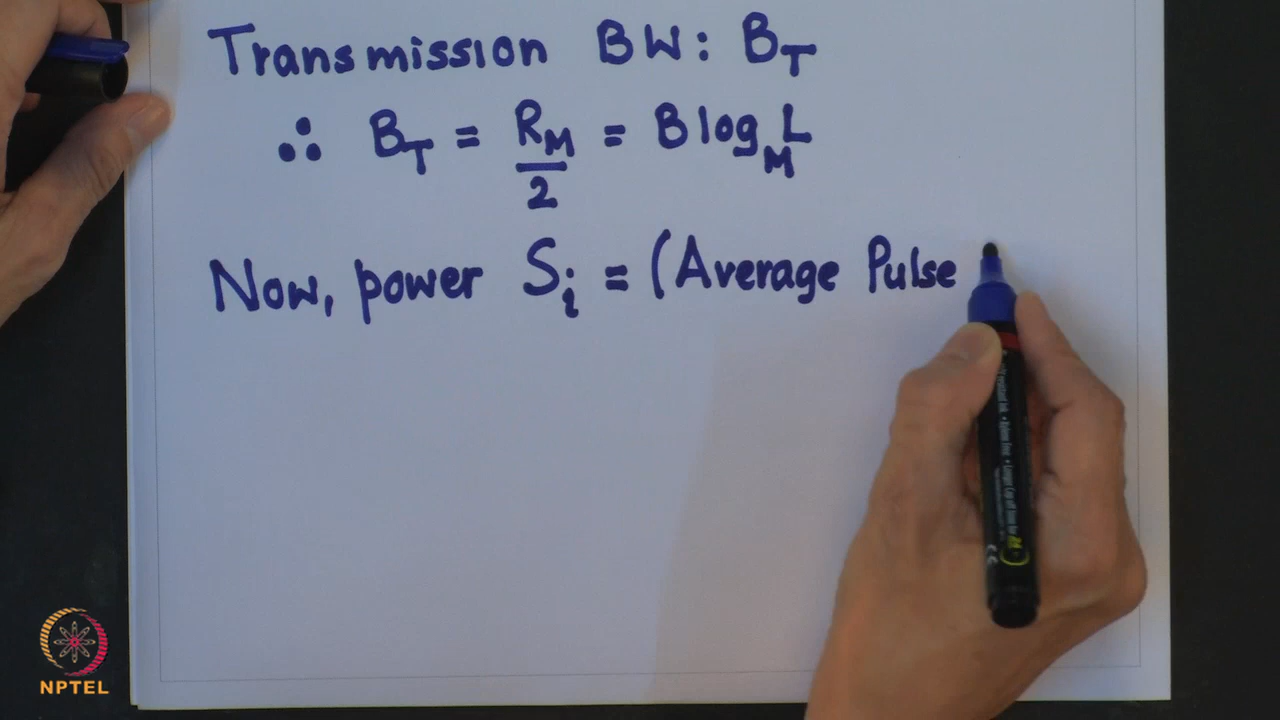 Transmission BW: B_T
∴ B_T = R_M/2 = B log_M L
Now, power S_i = (Average Pulse
NPTEL